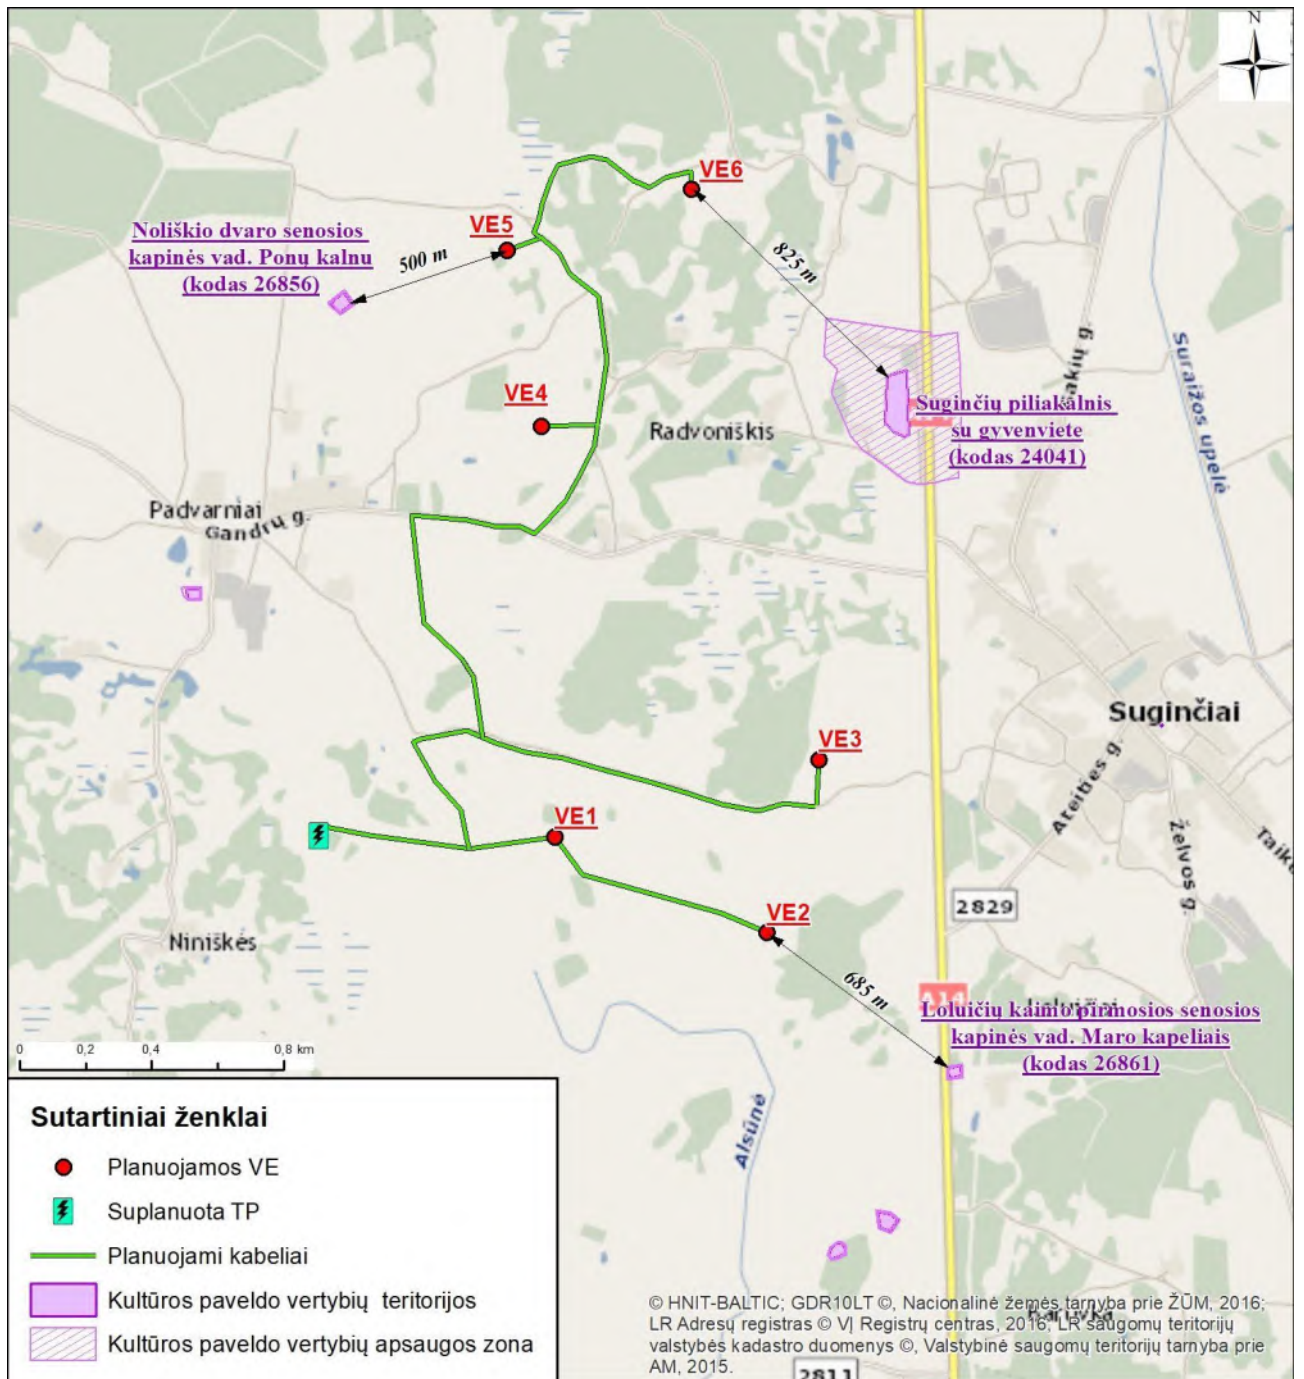 N
VE6
VE5
Noliškio dvaro senosios
kapinės vad. Ponų kalnu
(kodas 26856)
500 m
825 m
Sakių g.
Suraižos upelė
VE4
Radvoniškis
Suginčių piliakalnis
su gyvenviete
(kodas 24041)
Padvarniai
Gandrų g.
Suginčiai
VE3
Ateities g.
VE1
Želvos g.
2829
VE2
Niniškės
685 m
A14
Loluičių kaimo pirmosios senosios
kapinės vad. Maro kapeliais
(kodas 26861)
0 0,2 0,4 0,8 km
Alsūnė
Sutartiniai ženklai
Planuojamos VE
Suplanuota TP
Planuojami kabeliai
Kultūros paveldo vertybių teritorijos
Kultūros paveldo vertybių apsaugos zona
© HNIT-BALTIC; GDR10LT ©, Nacionalinė žemės tarnyba prie ŽŪM, 2016;
LR Adresų registras © VĮ Registrų centras, 2016; LR saugomų teritorijų
valstybės kadastro duomenys ©, Valstybinė saugomų teritorijų tarnyba prie
AM, 2015.
2811